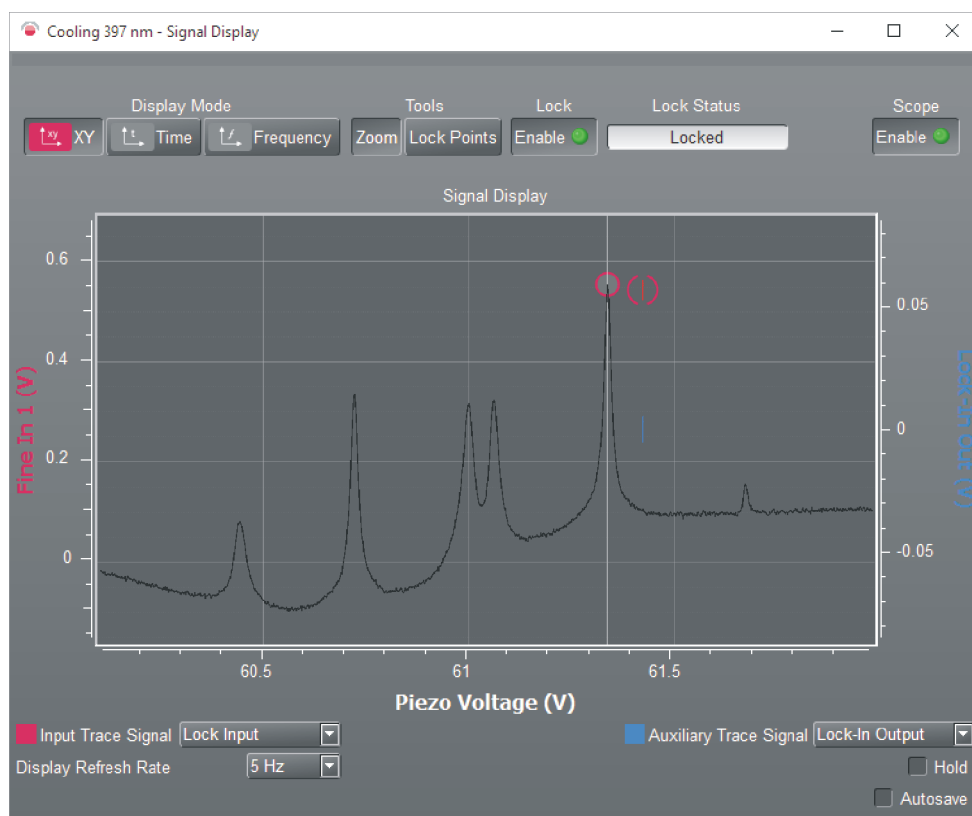 Cooling 397 nm - Signal Display
Display Mode Tools Lock Lock Status Scope
xy XY t Time f Frequency Zoom Lock Points Enable Locked Enable
Signal Display
0.6
0.4
0.2
0
Fine In 1 (V)
0.05
0
-0.05
Lock-In Out (V)
60.5 61 61.5
Piezo Voltage (V)
Input Trace Signal Lock Input Auxiliary Trace Signal Lock-In Output
Display Refresh Rate 5 Hz Hold
Autosave